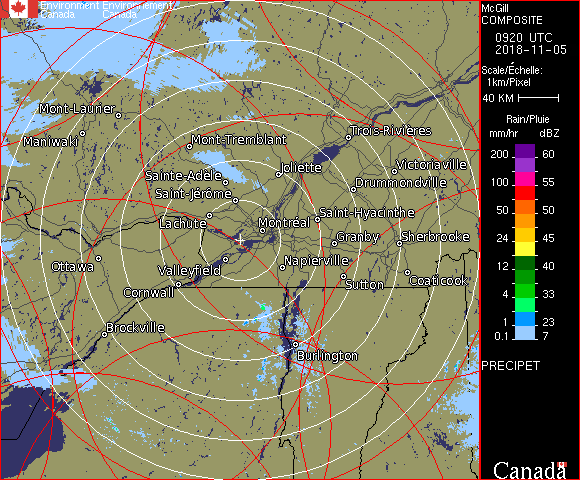 Environment Environnement
Canada Canada
McGill
COMPOSITE
0920 UTC
2018-11-05
Scale/Échelle:
1km/Pixel
40 KM
Rain/Pluie
mm/hr dBZ
200 60
100 55
50 50
24 45
12 40
4 33
1 23
0.1 7
PRECIPET
Canada
Mont-Laurier
Maniwaki
Mont-Tremblant
Trois-Rivières
Joliette
Victoriaville
Sainte-Adèle
Drummondville
Saint-Jérôme
Lachute
Saint-Hyacinthe
Montréal
Granby
Sherbrooke
Ottawa
Valleyfield
Napierville
Sutton
Coaticook
Cornwall
Brockville
Burlington